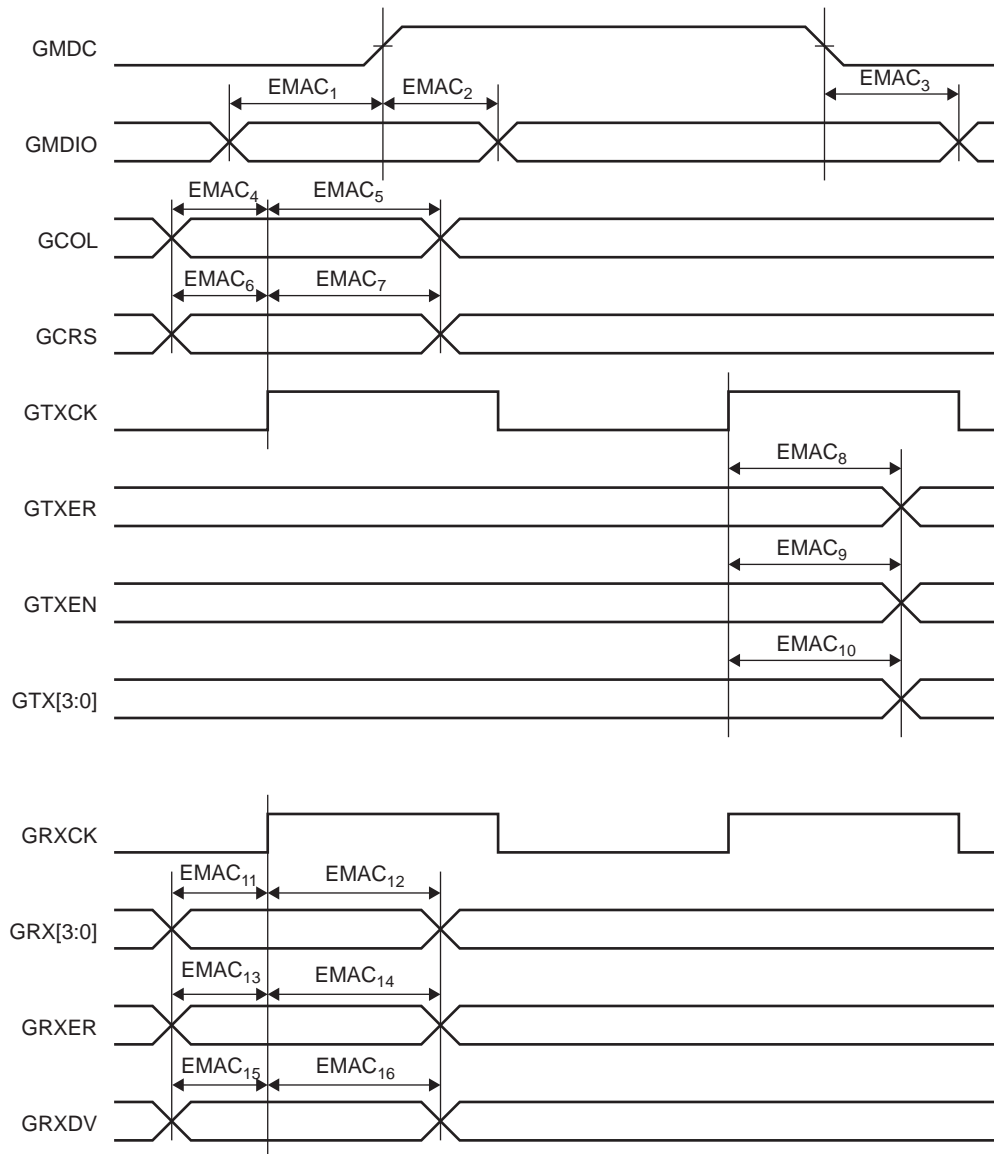 GMDC
EMAC1 EMAC2 EMAC3
GMDIO
EMAC4 EMAC5
GCOL
EMAC6 EMAC7
GCRS
GTXCK
EMAC8
GTXER
EMAC9
GTXEN
EMAC10
GTX[3:0]
GRXCK
EMAC11 EMAC12
GRX[3:0]
EMAC13 EMAC14
GRXER
EMAC15 EMAC16
GRXDV